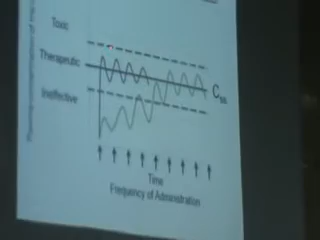 Toxic
Therapeutic
Ineffective
Css
Time
Frequency of Administration